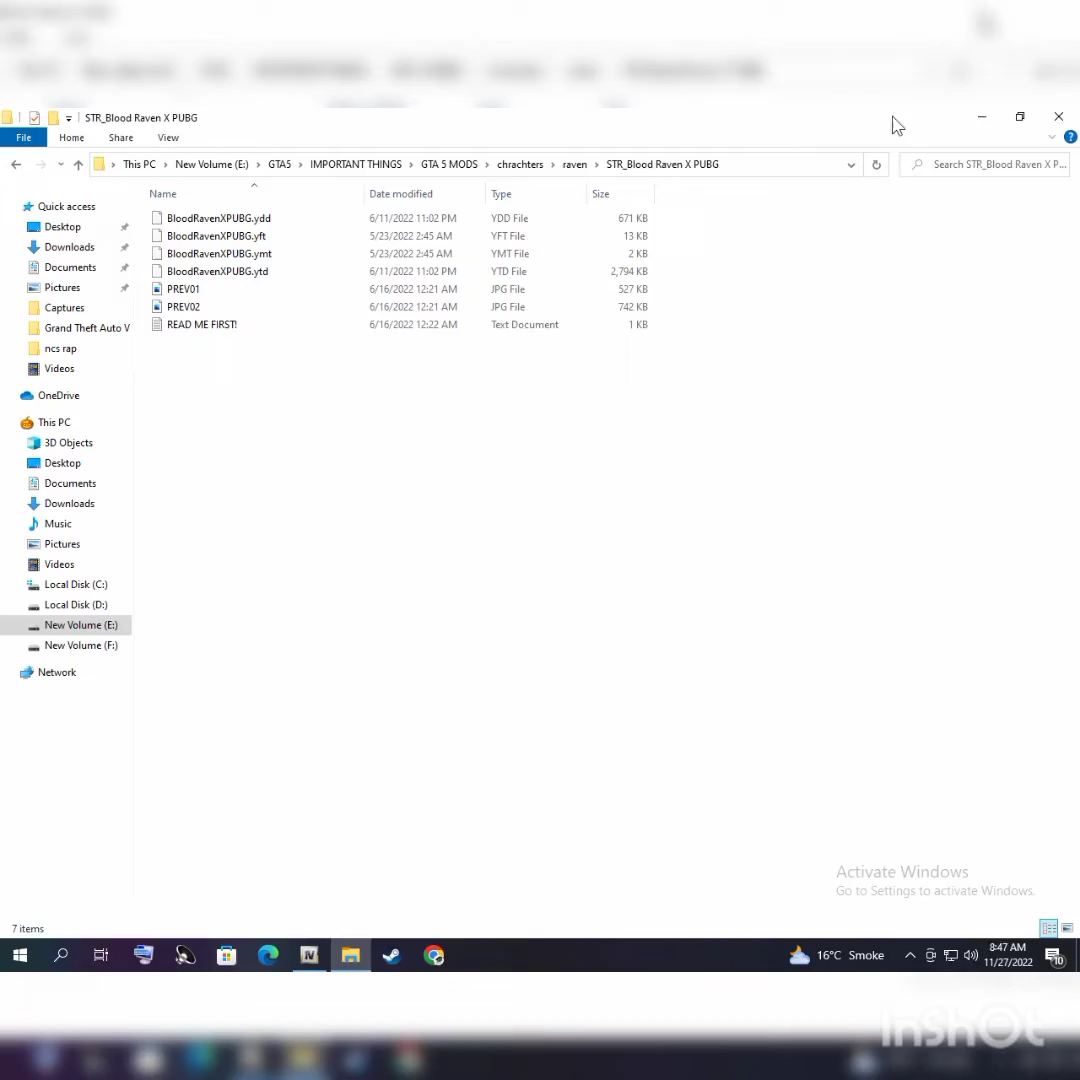 STR_Blood Raven X PUBG
File Home Share View
This PC New Volume (E:) GTA5 IMPORTANT THINGS GTA 5 MODS chrachters raven STR_Blood Raven X PUBG Search STR_Blood Raven X P...
Name Date modified Type Size
BloodRavenXPUBG.ydd 6/11/2022 11:02 PM YDD File 671 KB
BloodRavenXPUBG.yft 5/23/2022 2:45 AM YFT File 13 KB
BloodRavenXPUBG.ymt 5/23/2022 2:45 AM YMT File 2 KB
BloodRavenXPUBG.ytd 6/11/2022 11:02 PM YTD File 2,794 KB
PREV01 6/16/2022 12:21 AM JPG File 527 KB
PREV02 6/16/2022 12:21 AM JPG File 742 KB
READ ME FIRST! 6/16/2022 12:22 AM Text Document 1 KB
Quick access
Desktop
Downloads
Documents
Pictures
Captures
Grand Theft Auto V
ncs rap
Videos
OneDrive
This PC
3D Objects
Desktop
Documents
Downloads
Music
Pictures
Videos
Local Disk (C:)
Local Disk (D:)
New Volume (E:)
New Volume (F:)
Network
Activate Windows
Go to Settings to activate Windows.
7 items
IV
16°C Smoke
8:47 AM
11/27/2022
10
InShOt